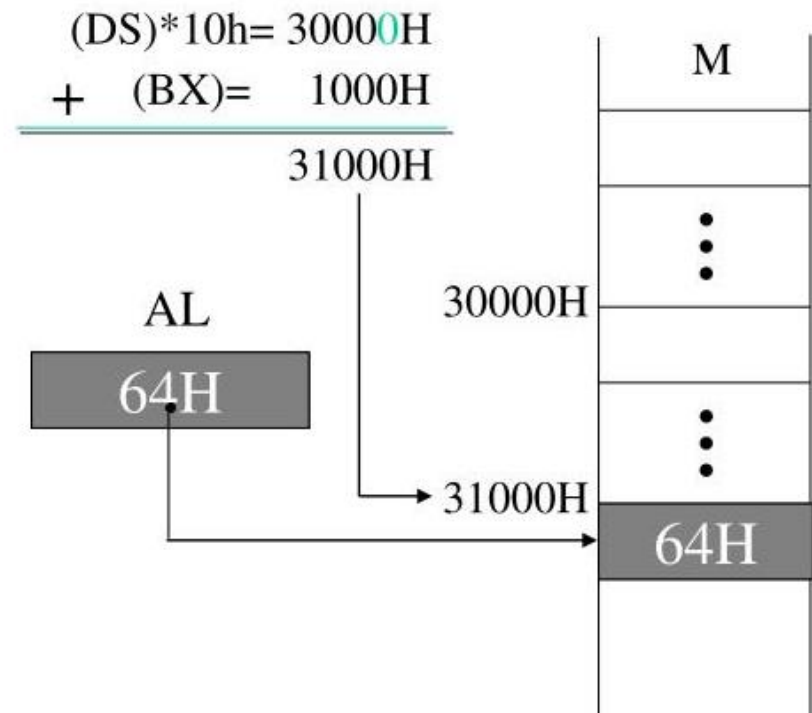 (DS)*10h= 30000H
+ (BX)= 1000H
31000H
M
30000H
AL
64H
31000H
64H